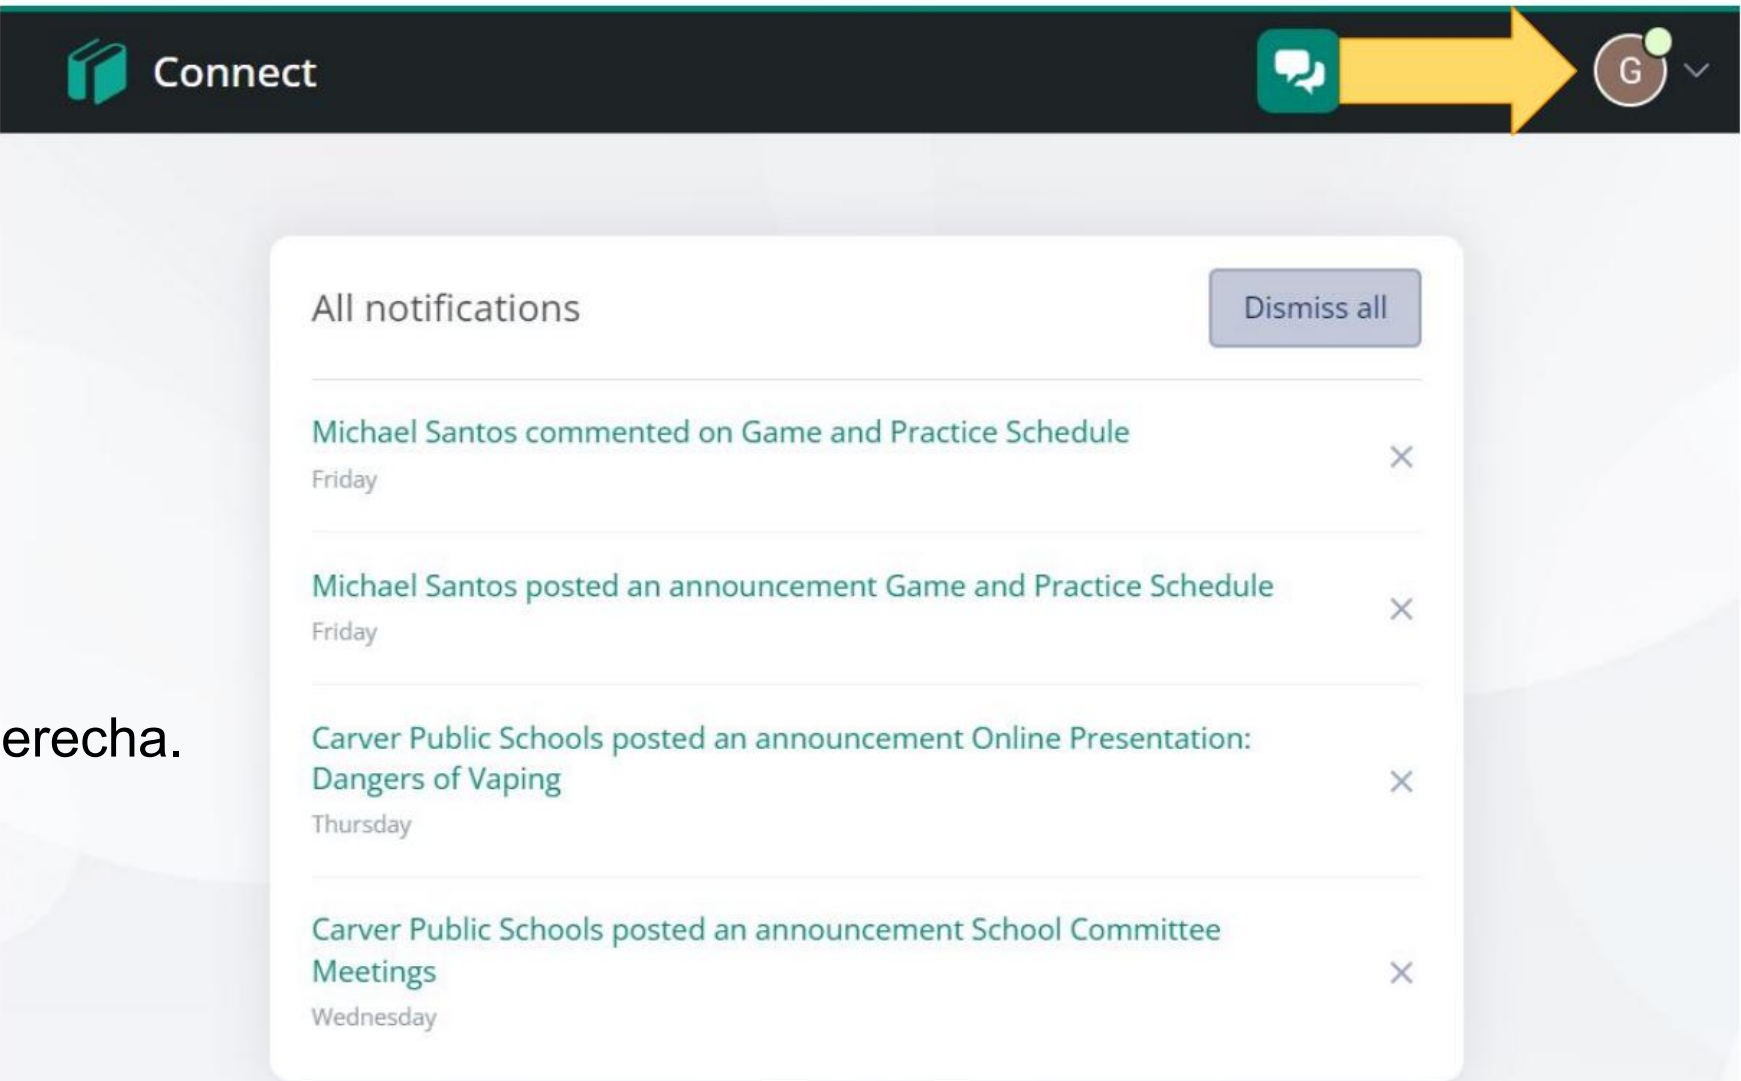 Connect
G
All notifications
Dismiss all
Michael Santos commented on Game and Practice Schedule
Friday
Michael Santos posted an announcement Game and Practice Schedule
Friday
erecha.
Carver Public Schools posted an announcement Online Presentation:
Dangers of Vaping
Thursday
Carver Public Schools posted an announcement School Committee
Meetings
Wednesday